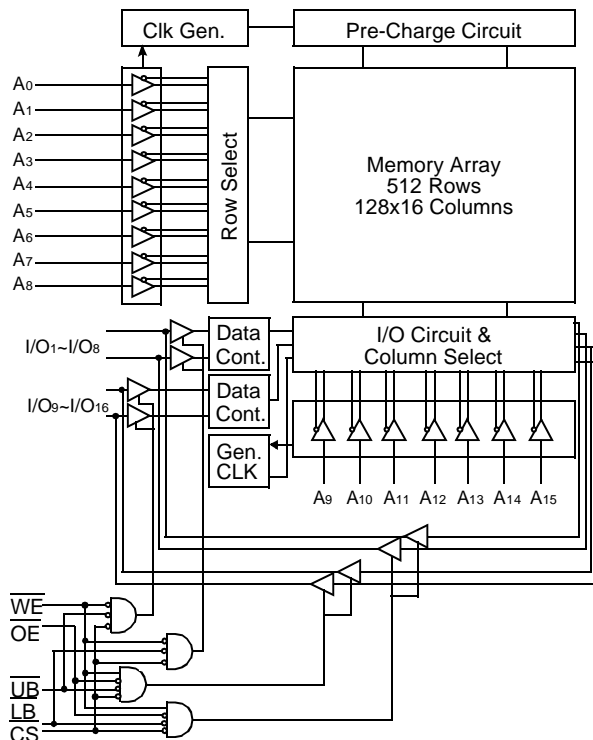 Clk Gen.
Pre-Charge Circuit
A0
A1
A2
A3
A4
A5
A6
A7
A8
Row Select
Memory Array
512 Rows
128x16 Columns
I/O1~I/O8
Data
Cont.
I/O Circuit &
Column Select
I/O9~I/O16
Data
Cont.
Gen.
CLK
A9 A10 A11 A12 A13 A14 A15
WE
OE
UB
LB
CS